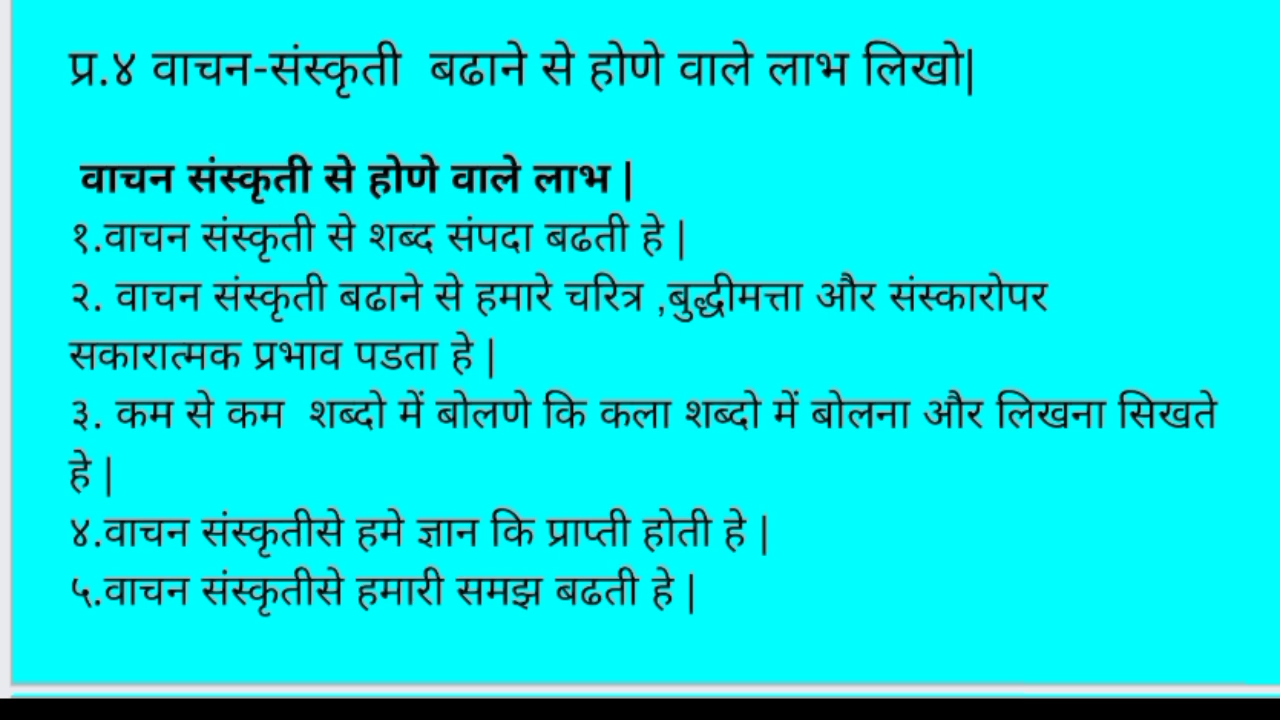 प्र.४ वाचन-संस्कृती बढाने से होणे वाले लाभ लिखो|
वाचन संस्कृती से होणे वाले लाभ |
१.वाचन संस्कृती से शब्द संपदा बढती हे |
२. वाचन संस्कृती बढाने से हमारे चरित्र ,बुद्धीमत्ता और संस्कारोपर
सकारात्मक प्रभाव पडता हे |
३. कम से कम शब्दो में बोलणे कि कला शब्दो में बोलना और लिखना सिखते
हे |
४.वाचन संस्कृतीसे हमे ज्ञान कि प्राप्ती होती हे |
५.वाचन संस्कृतीसे हमारी समझ बढती हे |